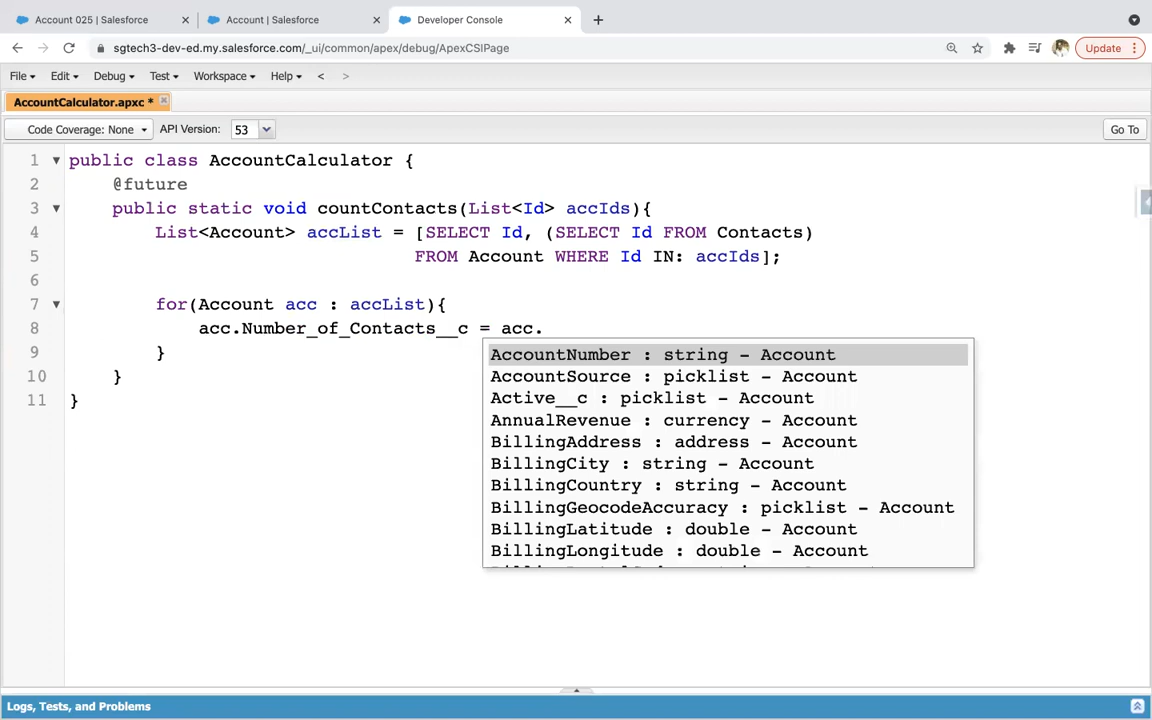 Account 025 | Salesforce
Account | Salesforce
Developer Console
sgtech3-dev-ed.my.salesforce.com/_ui/common/apex/debug/ApexCSIPage
Update
File Edit Debug Test Workspace Help < >
AccountCalculator.apxc *
Code Coverage: None API Version: 53 Go To
1 public class AccountCalculator {
2 @future
3 public static void countContacts(List<Id> accIds){
4 List<Account> accList = [SELECT Id, (SELECT Id FROM Contacts)
5 FROM Account WHERE Id IN: accIds];
6
7 for(Account acc : accList){
8 acc.Number_of_Contacts__c = acc.
9 }
10 }
11 }
AccountNumber : string – Account
AccountSource : picklist – Account
Active__c : picklist – Account
AnnualRevenue : currency – Account
BillingAddress : address – Account
BillingCity : string – Account
BillingCountry : string – Account
BillingGeocodeAccuracy : picklist – Account
BillingLatitude : double – Account
BillingLongitude : double – Account
Logs, Tests, and Problems